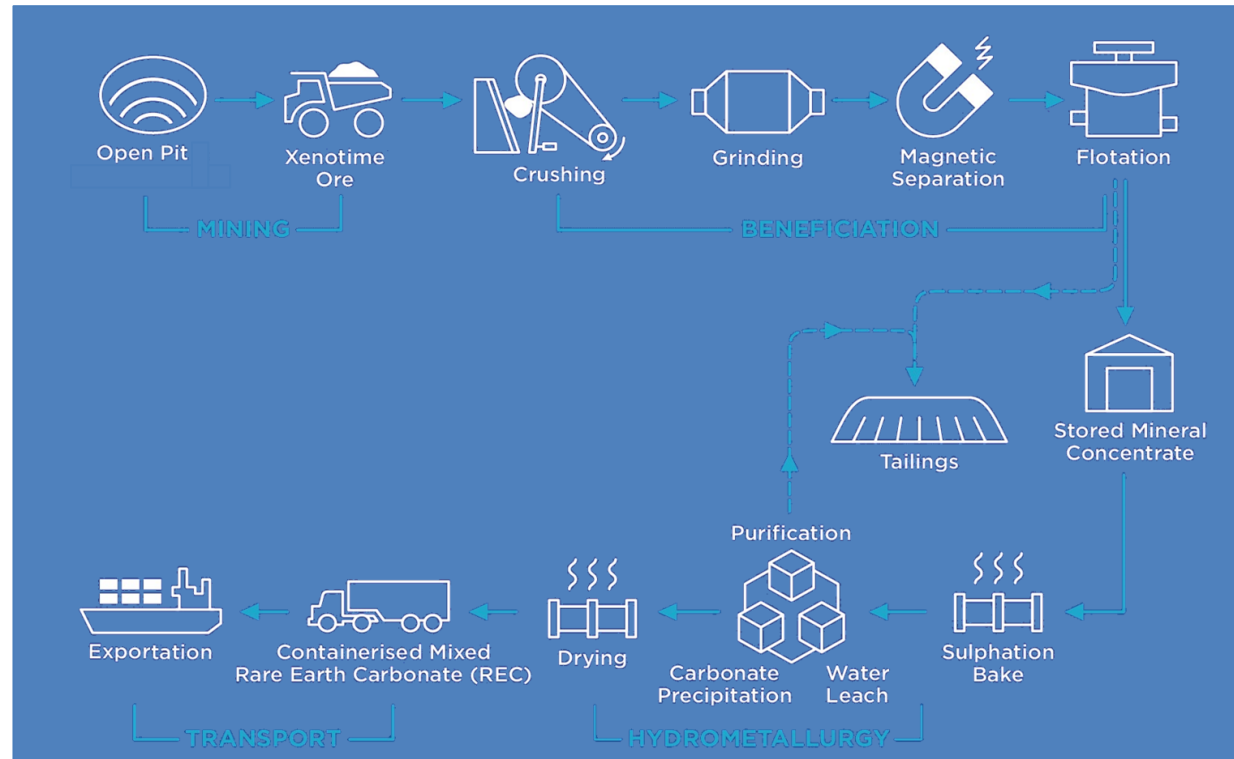 Open Pit
Xenotime
Ore
Crushing
Grinding
Magnetic
Separation
Flotation
MINING
BENEFICIATION
Tailings
Stored Mineral
Concentrate
Purification
Exportation
Containerised Mixed
Rare Earth Carbonate (REC)
Drying
Carbonate
Precipitation
Water
Leach
Sulphation
Bake
TRANSPORT
HYDROMETALLURGY